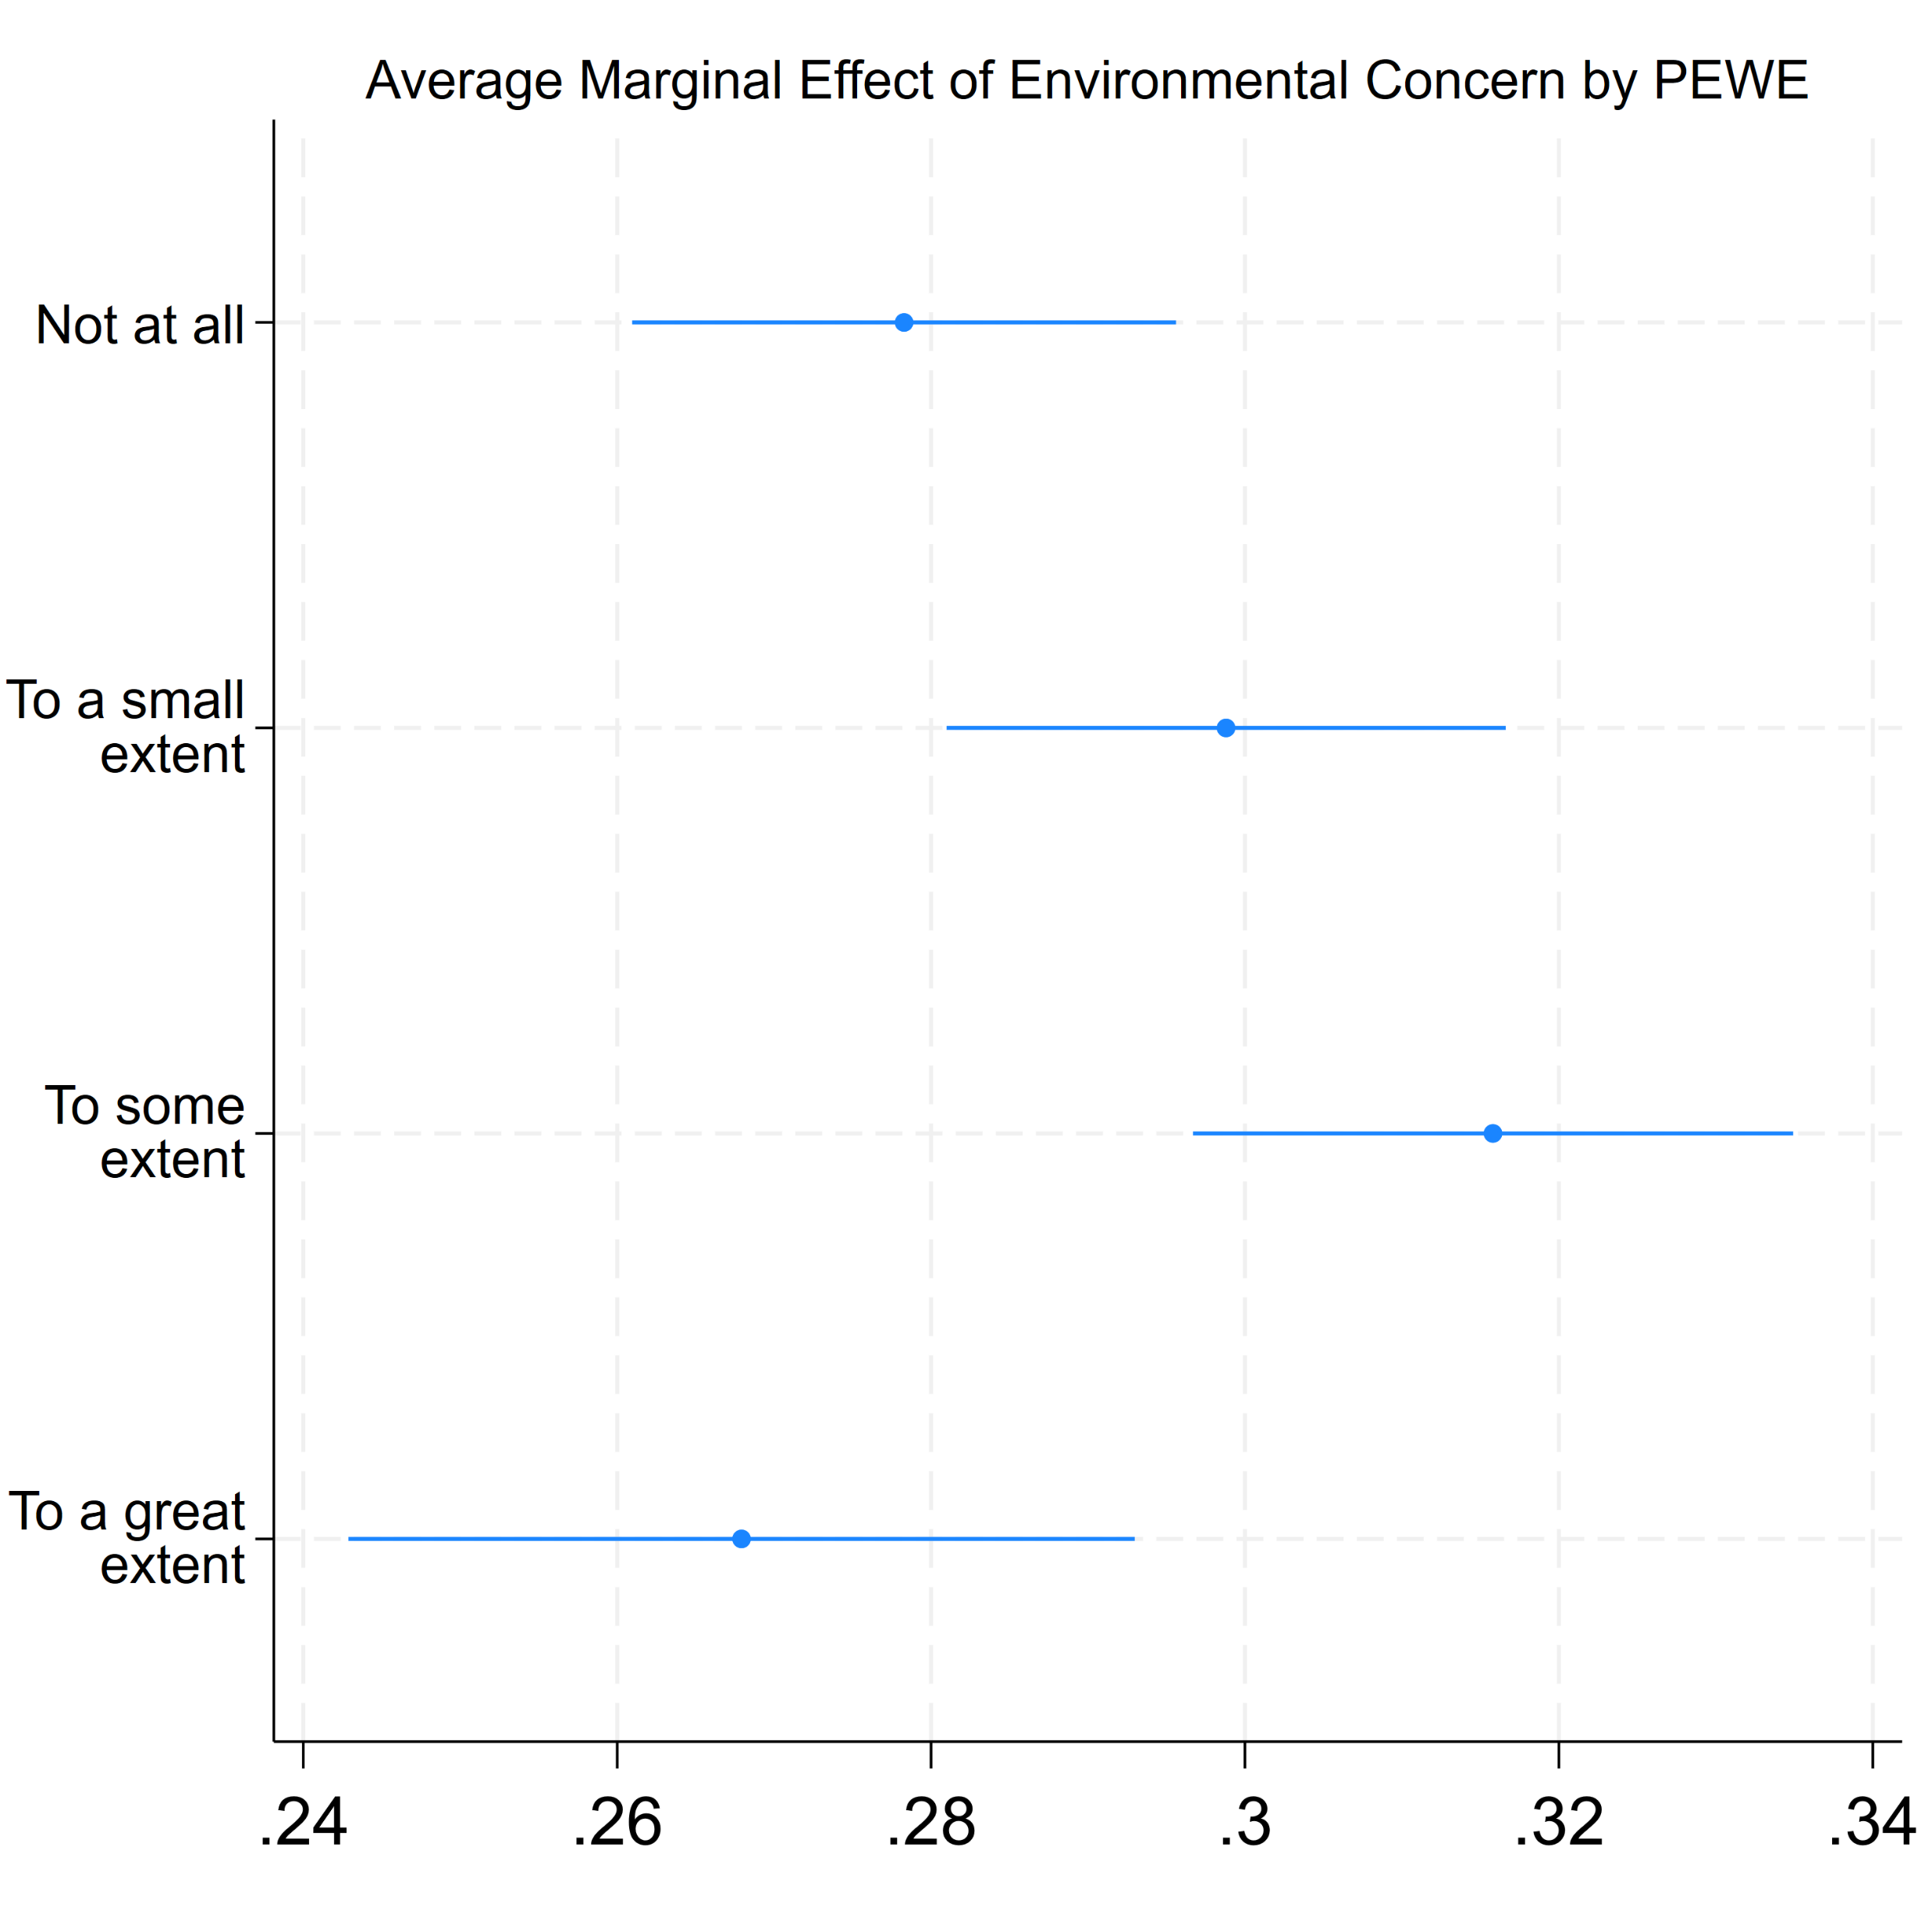 Average Marginal Effect of Environmental Concern by PEWE
Not at all
To a small
extent
To some
extent
To a great
extent
.24 .26 .28 .3 .32 .34